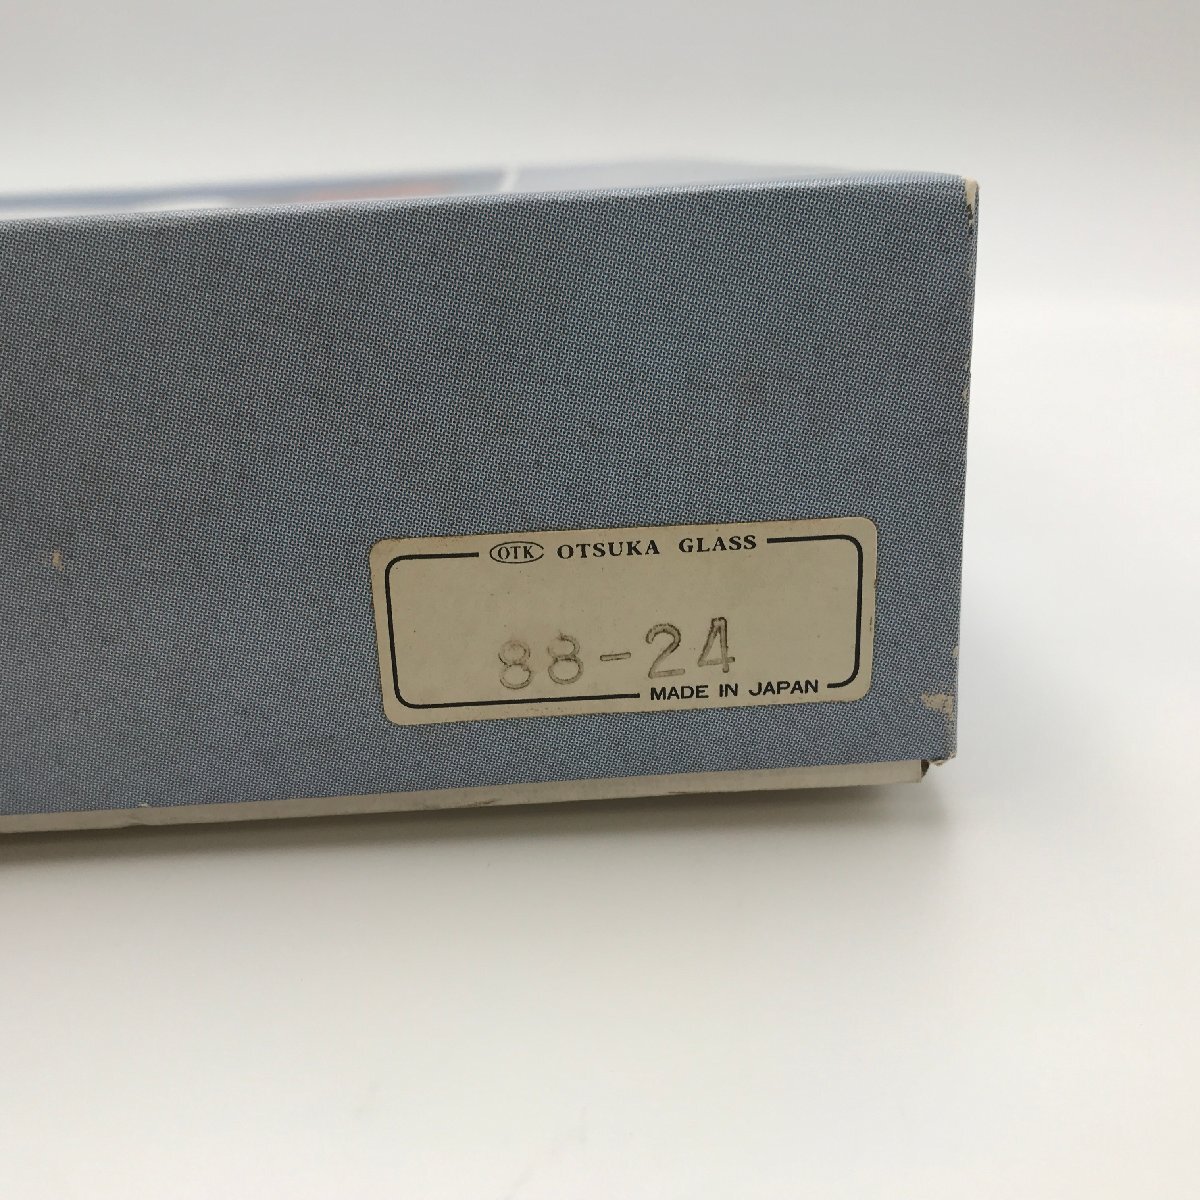 OTK OTSUKA GLASS
88-24
MADE IN JAPAN